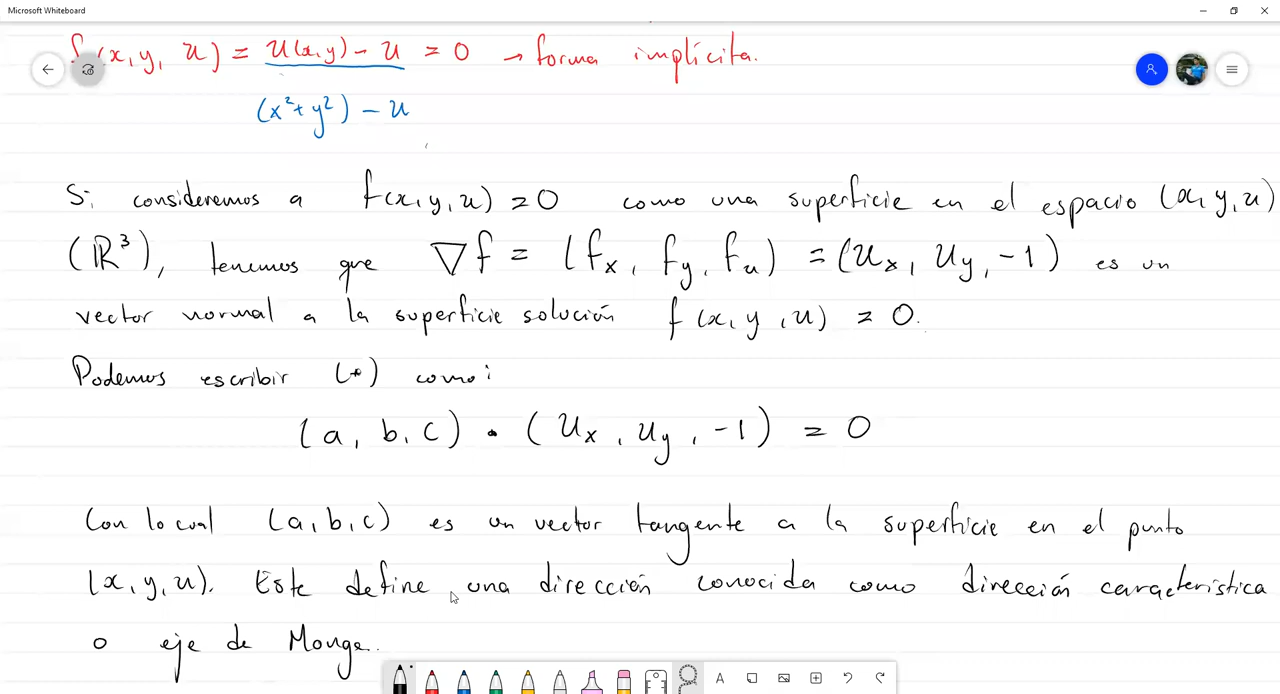 Microsoft Whiteboard
f(x, y, u) = u(x,y) - u = 0 → forma implícita.
(x² + y²) - u
Si consideremos a f(x,y,u) = 0 como una superficie en el espacio (x,y,u)
(ℝ³), tenemos que ∇f = (fx, fy, fu) = (ux, uy, -1) es un
vector normal a la superficie solución f(x,y,u) = 0.
Podemos escribir (*) como:
(a, b, c) • (ux, uy, -1) = 0
Con lo cual (a, b, c) es un vector tangente a la superficie en el punto
(x, y, u). Este define una dirección conocida como dirección característica
o eje de Monge.
A